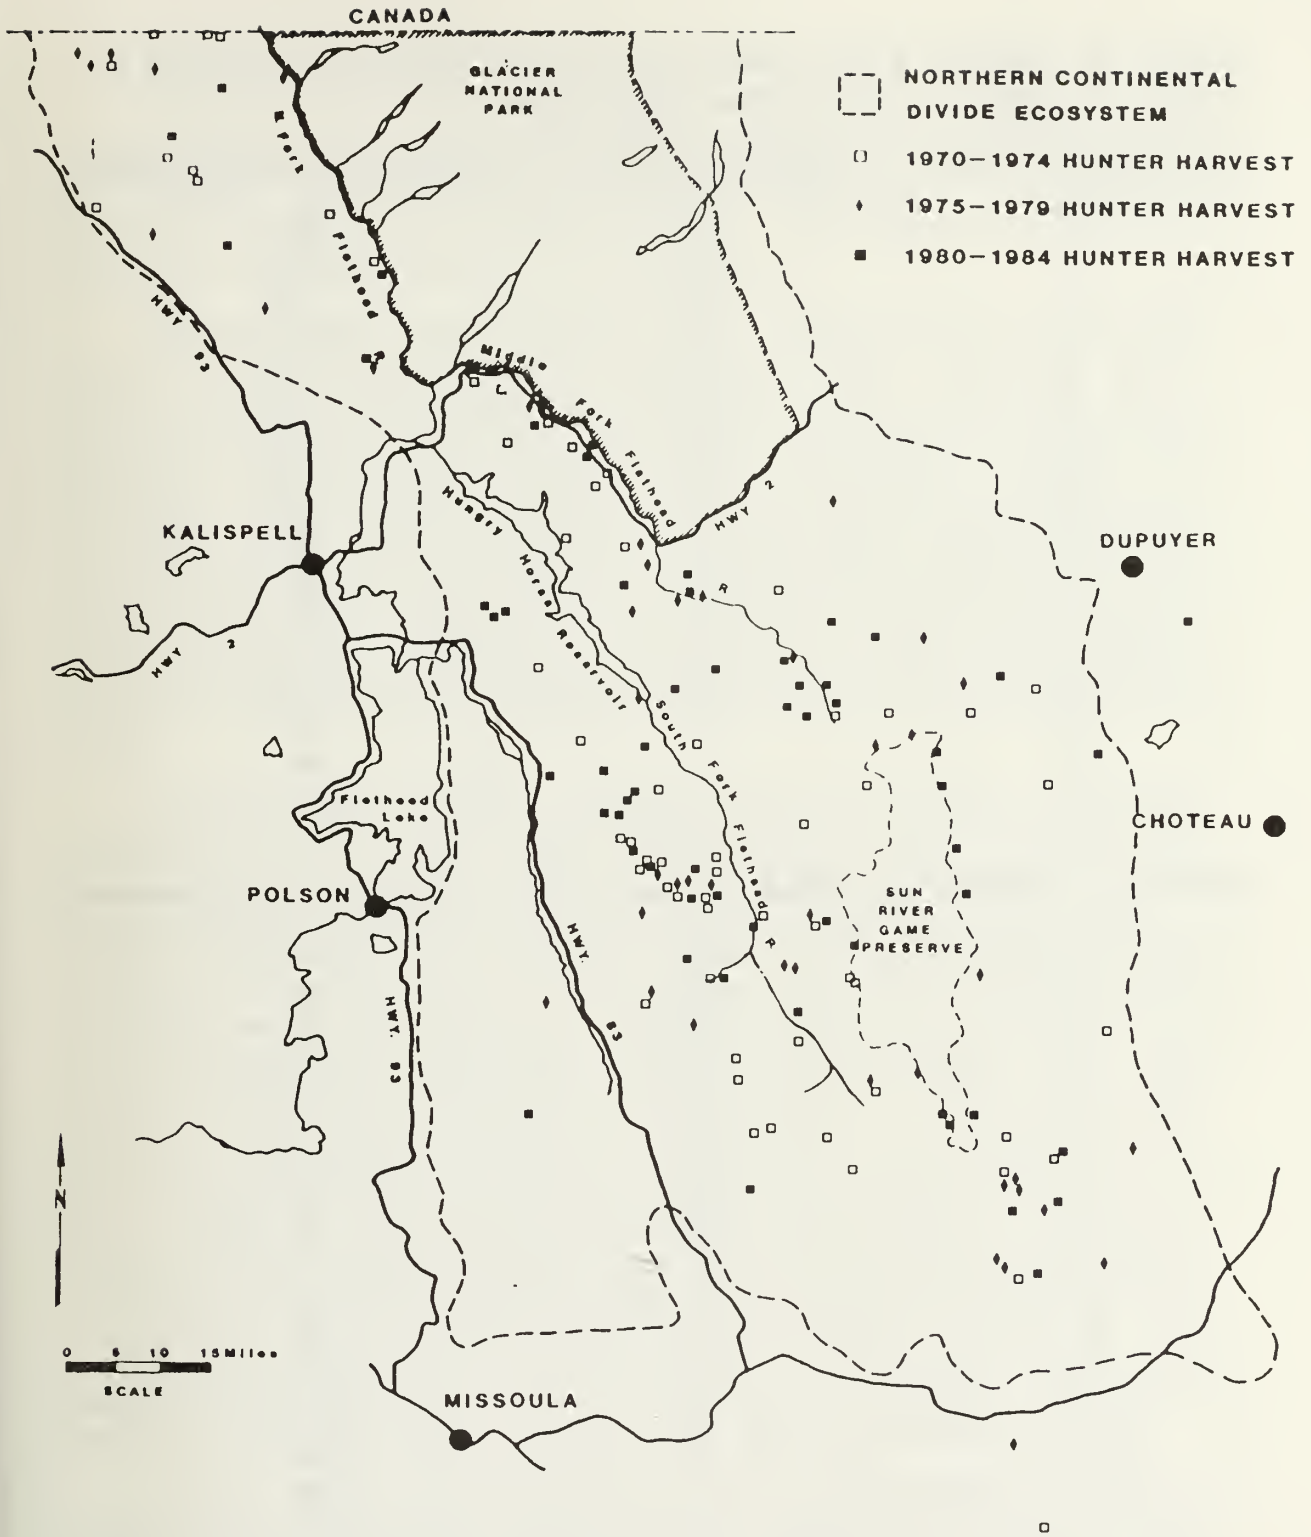 CANADA
GLACIER
NATIONAL
PARK
NORTHERN CONTINENTAL
DIVIDE ECOSYSTEM
1970–1974 HUNTER HARVEST
1975–1979 HUNTER HARVEST
1980–1984 HUNTER HARVEST
N Fork
Flathead
R
HWY 93
Middle
Fork
Flathead
R
HWY 2
Hungry
Horse
Reservoir
KALISPELL
DUPUYER
HWY 2
South
Fork
Flathead
R
Flathead
Lake
CHOTEAU
POLSON
SUN
RIVER
GAME
PRESERVE
HWY. 83
HWY. 93
N
0 5 10 15 Miles
SCALE
MISSOULA